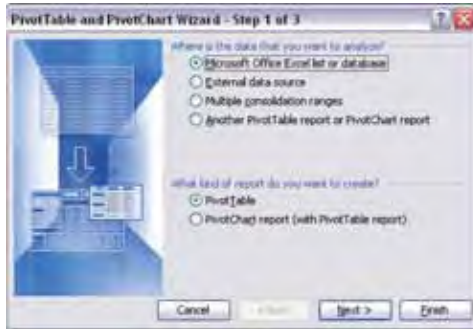 PivotTable and PivotChart Wizard - Step 1 of 3
Where is the data that you want to analyze?
Microsoft Office Excel list or database
External data source
Multiple consolidation ranges
Another PivotTable report or PivotChart report
What kind of report do you want to create?
PivotTable
PivotChart report (with PivotTable report)
Cancel
Next >
Finish